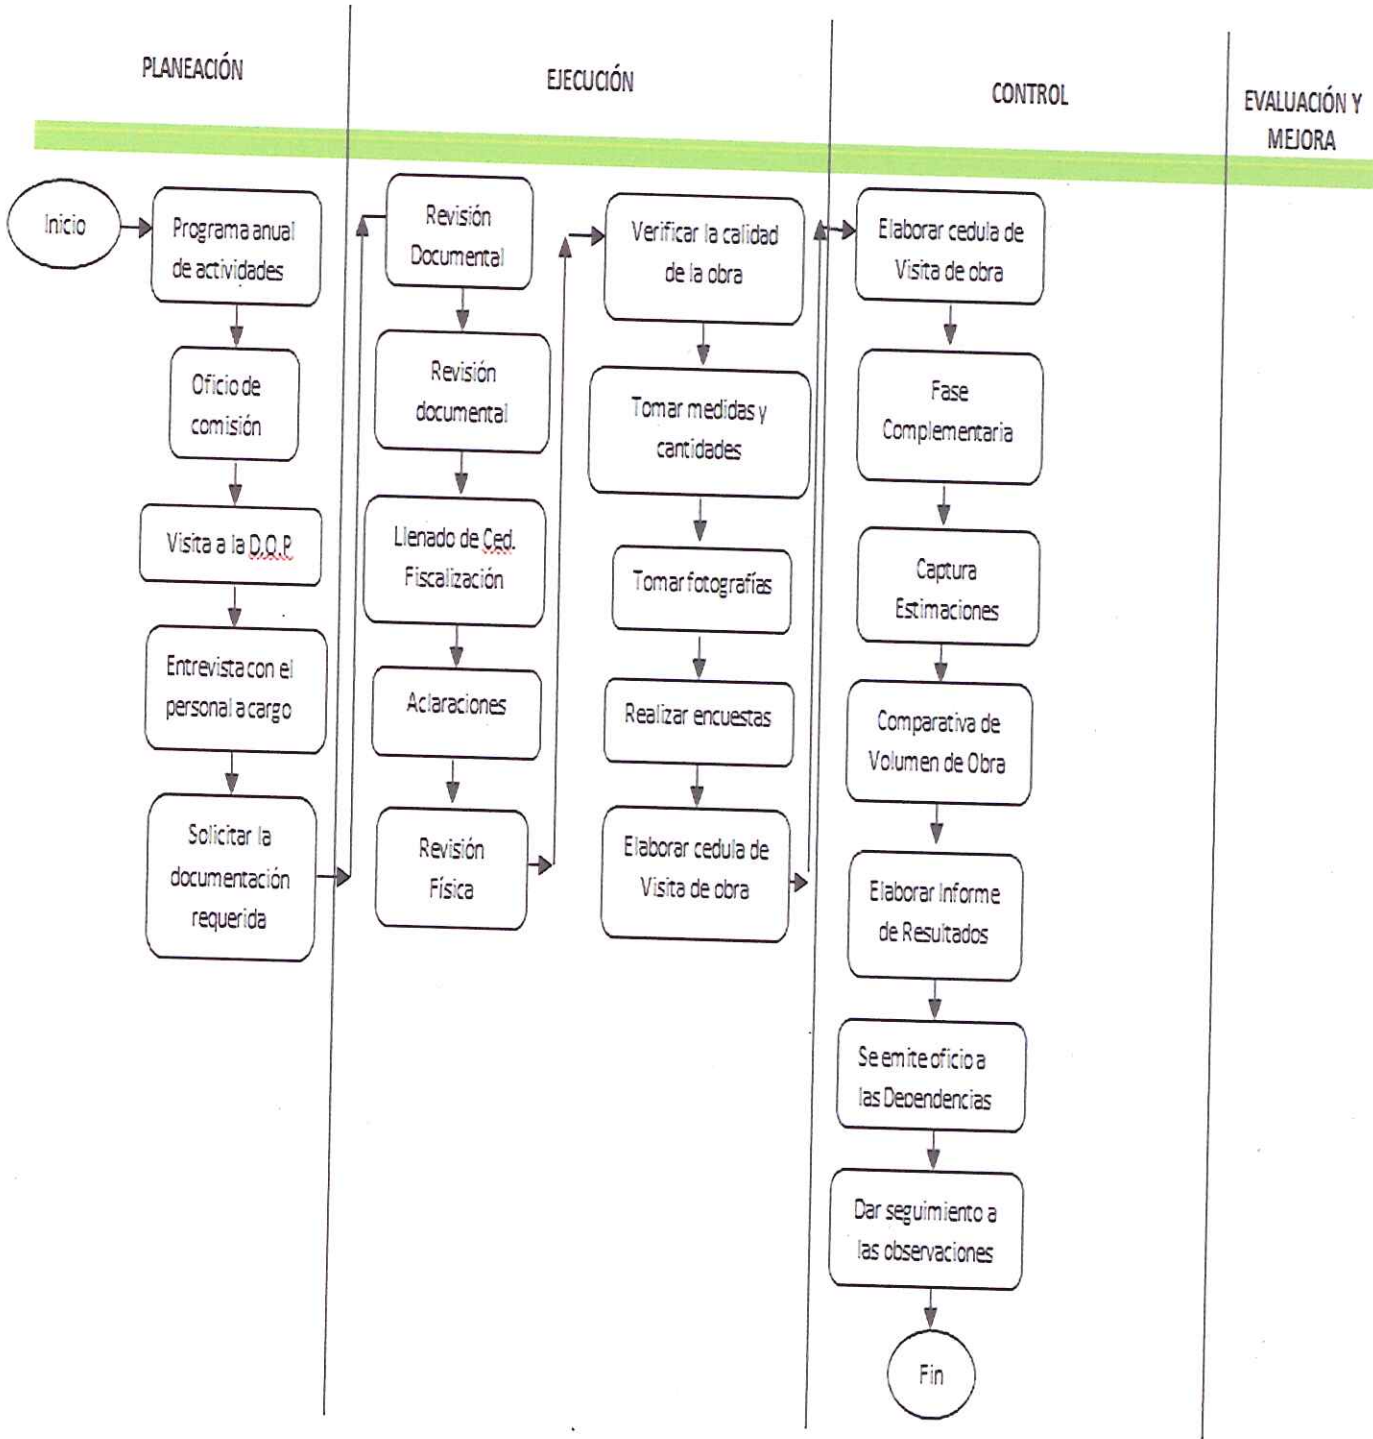 PLANEACIÓN
EJECUCIÓN
CONTROL
EVALUACIÓN Y
MEJORA
Inicio
Programa anual
de actividades
Oficio de
comisión
Visita a la D.O.P
Entrevista con el
personal a cargo
Solicitar la
documentación
requerida
Revisión
Documental
Revisión
documental
Llenado de Ced.
Fiscalización
Aclaraciones
Revisión
Física
Verificar la calidad
de la obra
Tomar medidas y
cantidades
Tomar fotografías
Realizar encuestas
Elaborar cedula de
Visita de obra
Elaborar cedula de
Visita de obra
Fase
Complementaria
Captura
Estimaciones
Comparativa de
Volumen de Obra
Elaborar Informe
de Resultados
Se emite oficio a
las Dependencias
Dar seguimiento a
las observaciones
Fin